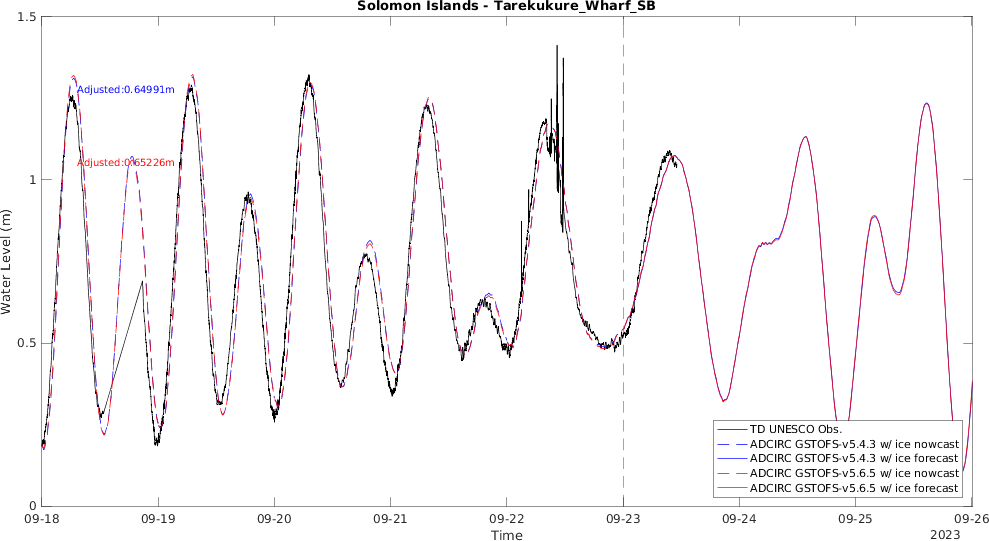 Solomon Islands - Tarekukure_Wharf_SB
1.5
Adjusted:0.64991m
Adjusted:0.65226m
1
Water Level (m)
0.5
TD UNESCO Obs.
ADCIRC GSTOFS-v5.4.3 w/ ice nowcast
ADCIRC GSTOFS-v5.4.3 w/ ice forecast
ADCIRC GSTOFS-v5.6.5 w/ ice nowcast
ADCIRC GSTOFS-v5.6.5 w/ ice forecast
0
09-18 09-19 09-20 09-21 09-22 09-23 09-24 09-25 09-26
Time 2023